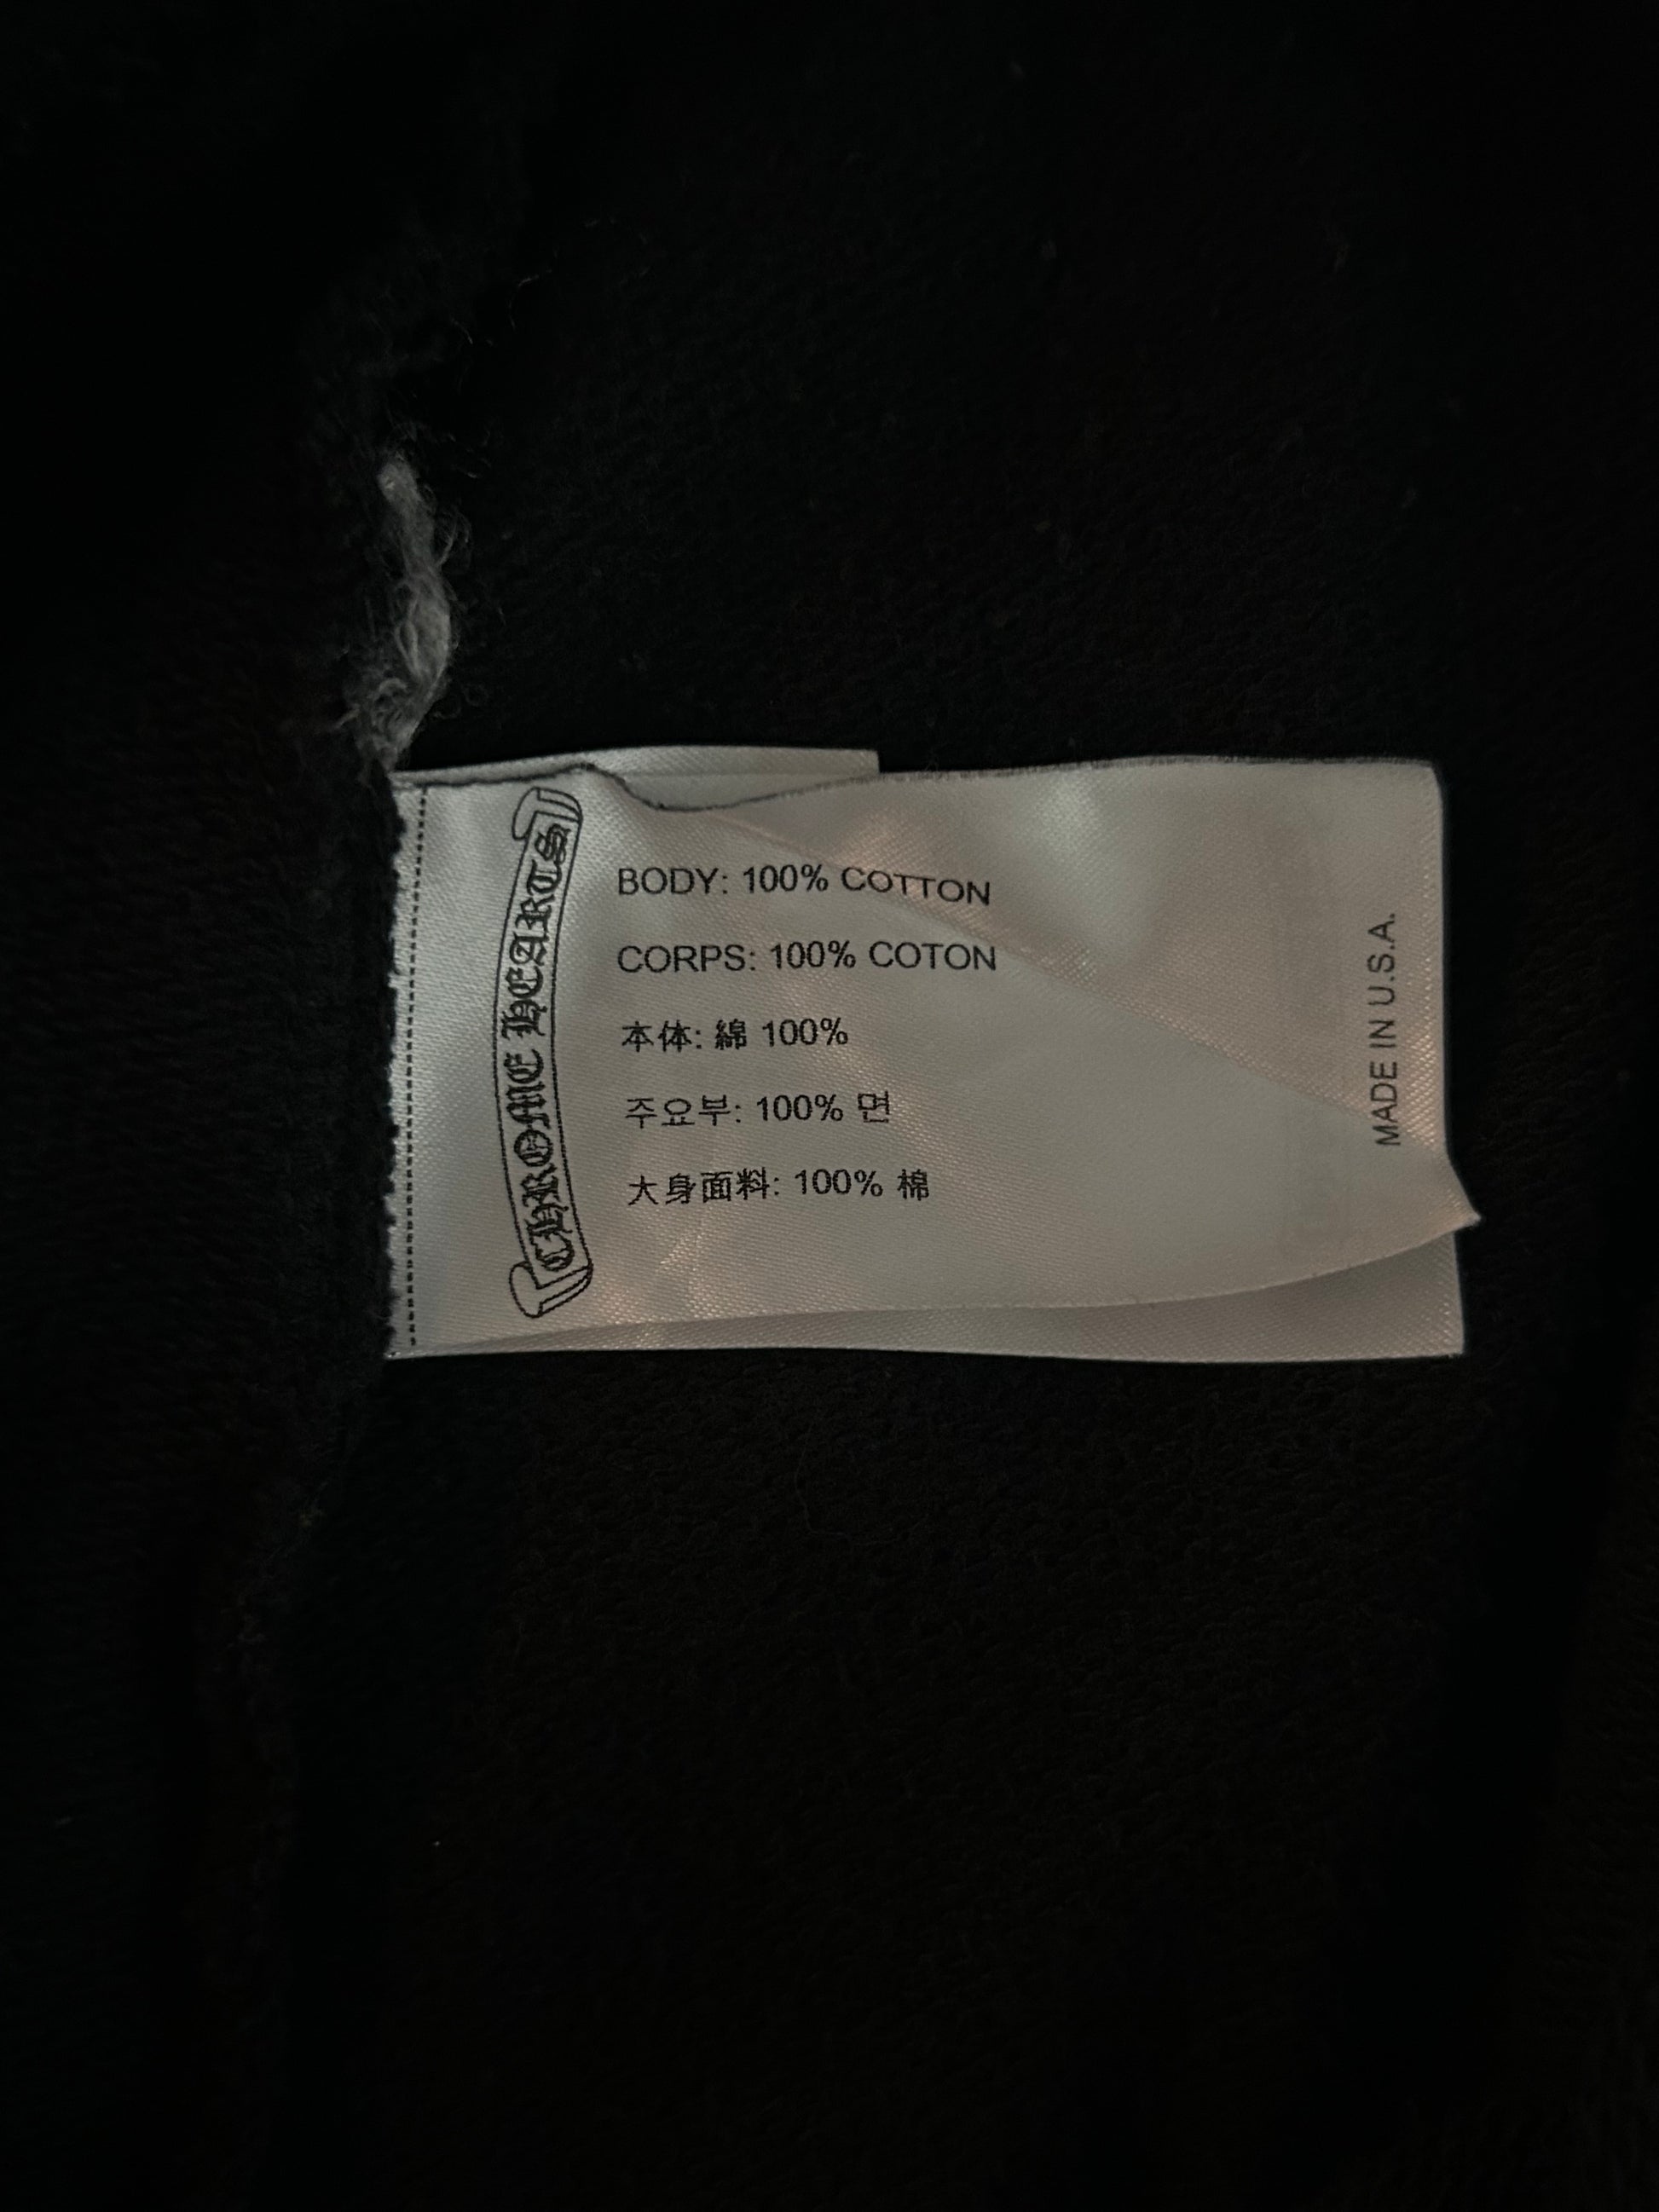 CHROME HEARTS
BODY: 100% COTTON
CORPS: 100% COTON
本体: 綿 100%
주요부: 100% 면
大身面料: 100% 棉
MADE IN U.S.A.